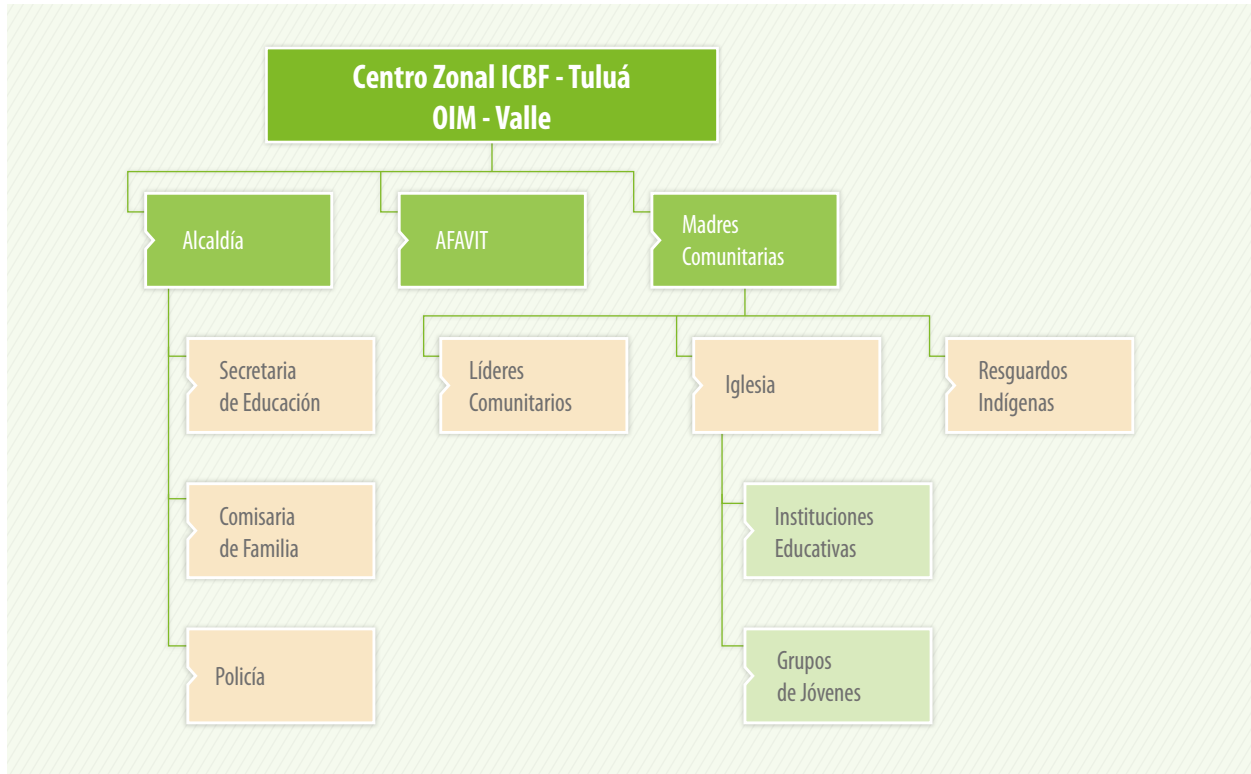 Centro Zonal ICBF - Tuluá
OIM - Valle
Alcaldía
AFAVIT
Madres
Comunitarias
Secretaria
de Educación
Líderes
Comunitarios
Iglesia
Resguardos
Indígenas
Comisaria
de Familia
Instituciones
Educativas
Policía
Grupos
de Jóvenes